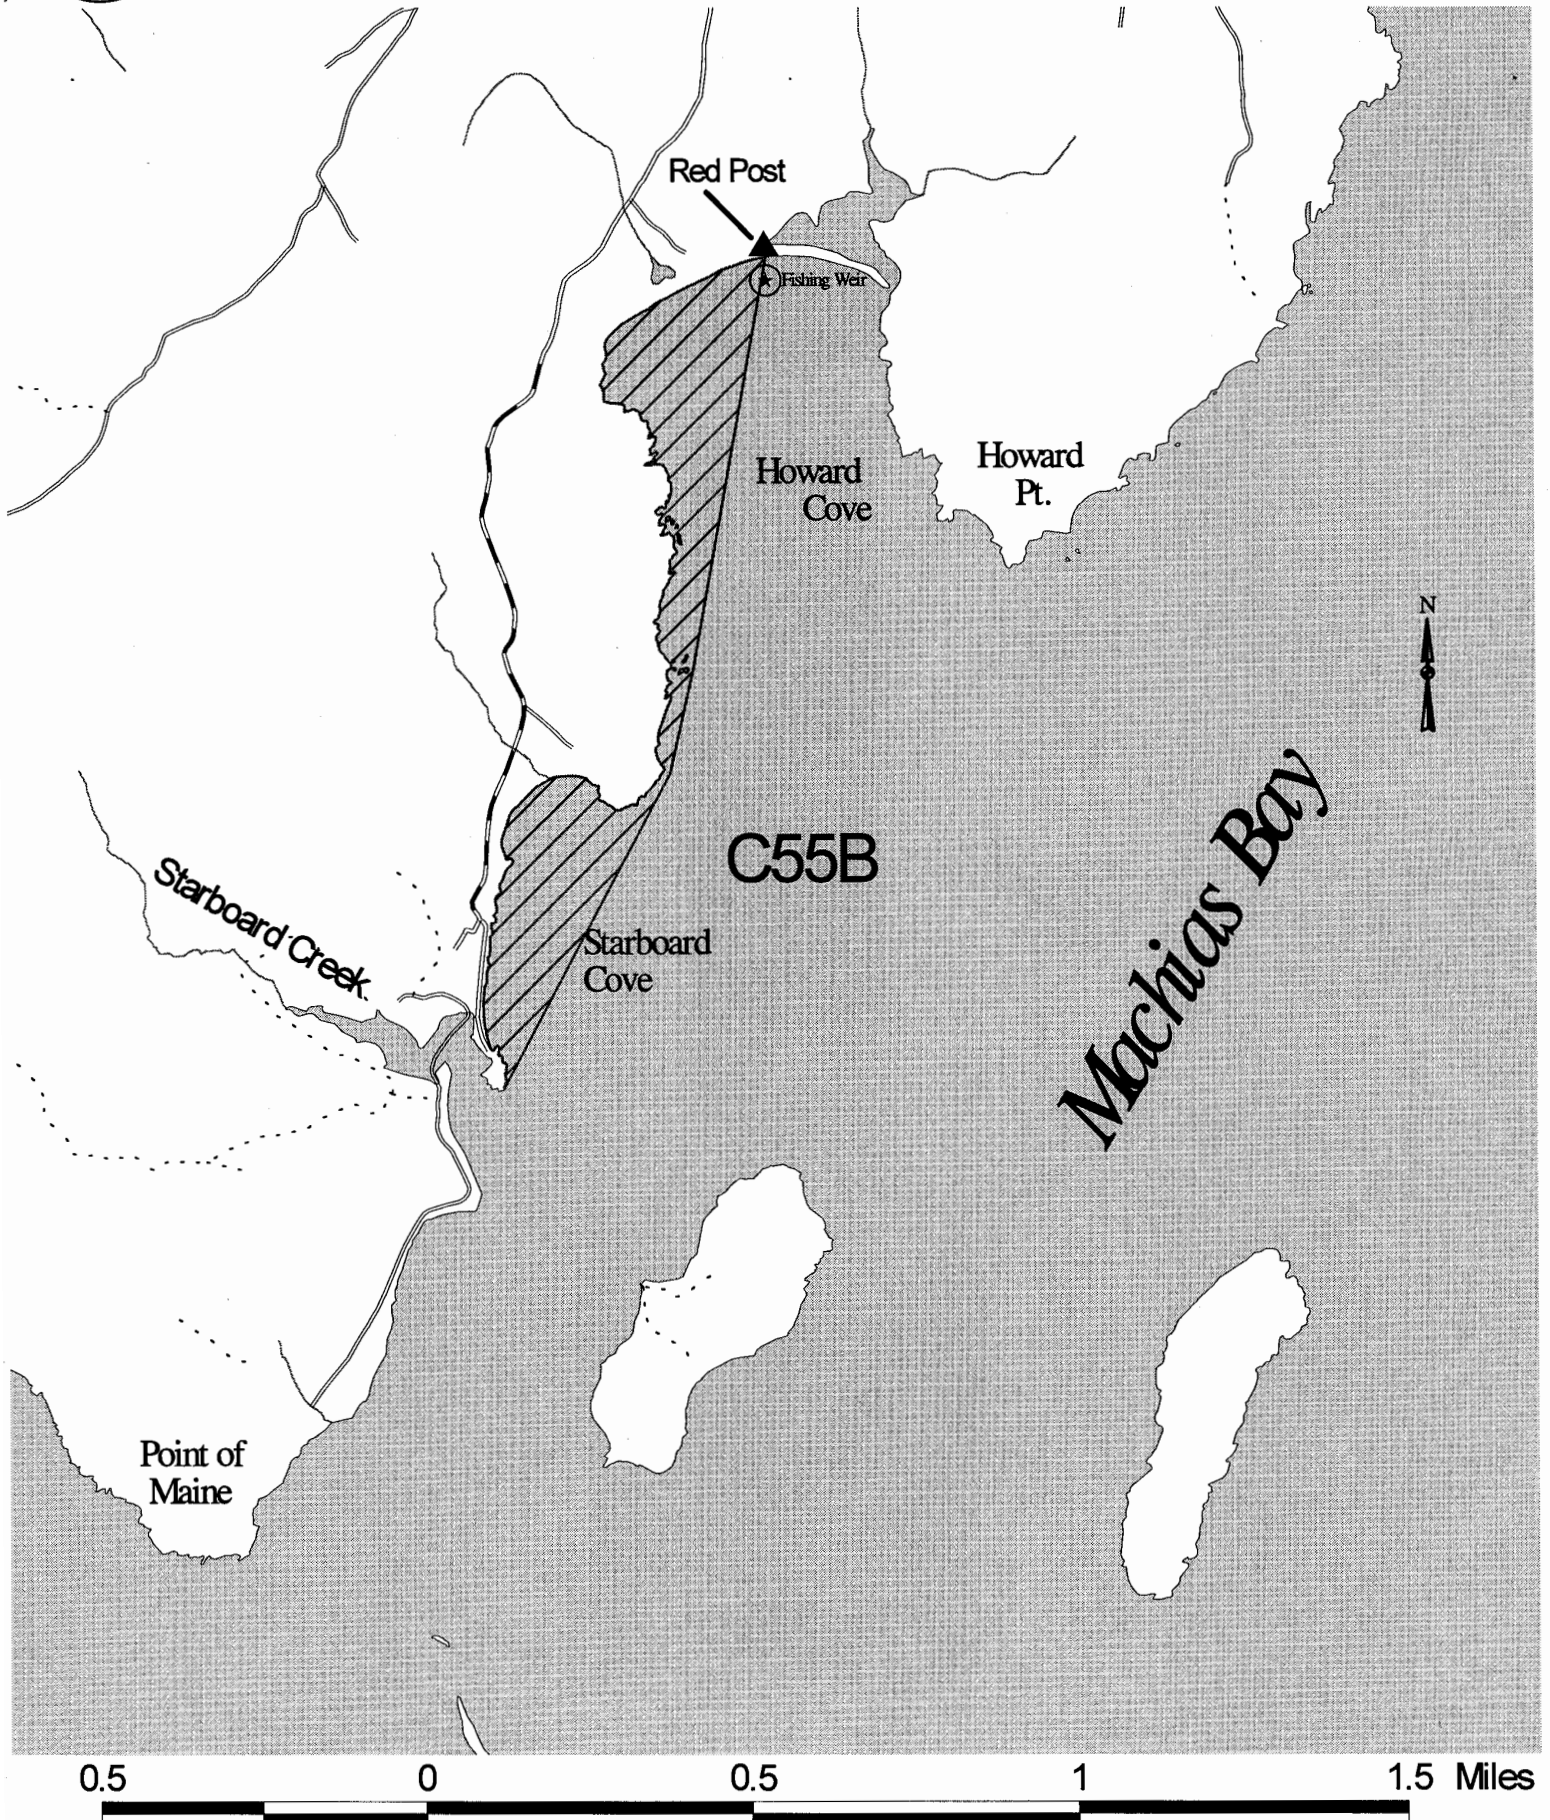 Red Post
Fishing Weir
Howard
Cove
Howard
Pt.
N
C55B
Machias Bay
Starboard Creek
Starboard
Cove
Point of
Maine
0.5 0 0.5 1 1.5 Miles